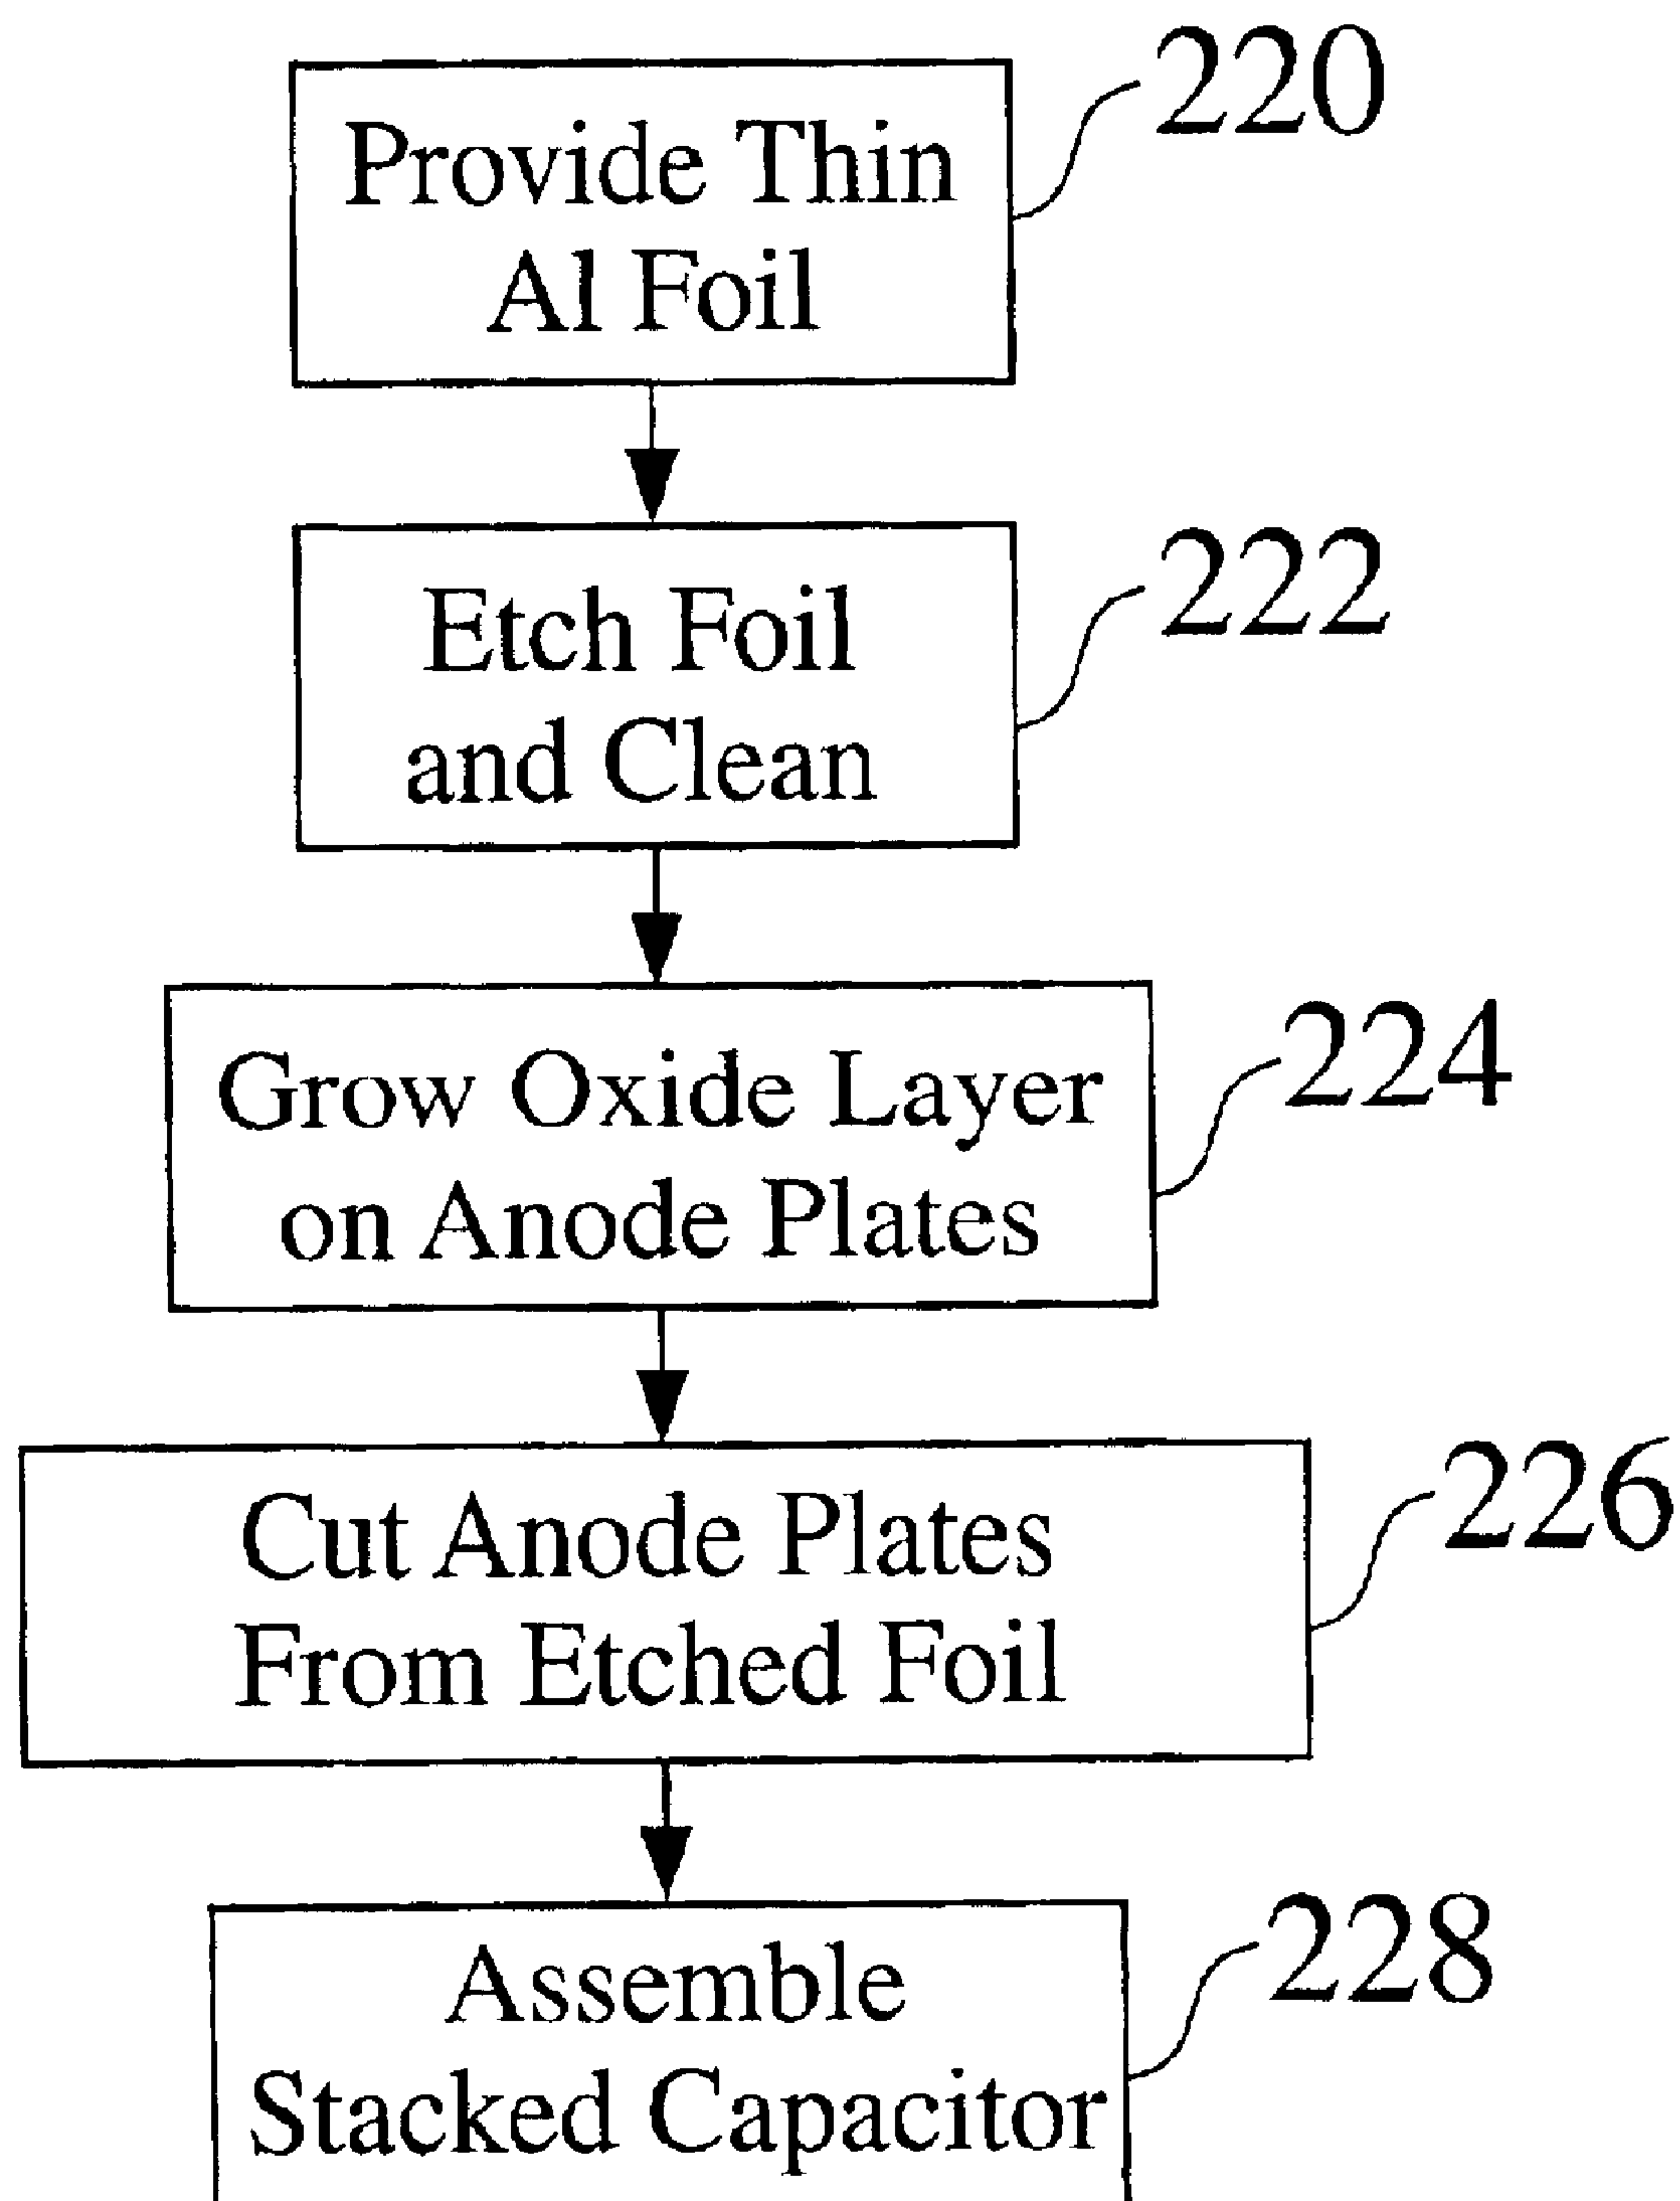 Provide Thin
Al Foil
220
Etch Foil
and Clean
222
Grow Oxide Layer
on Anode Plates
224
Cut Anode Plates
From Etched Foil
226
Assemble
Stacked Capacitor
228